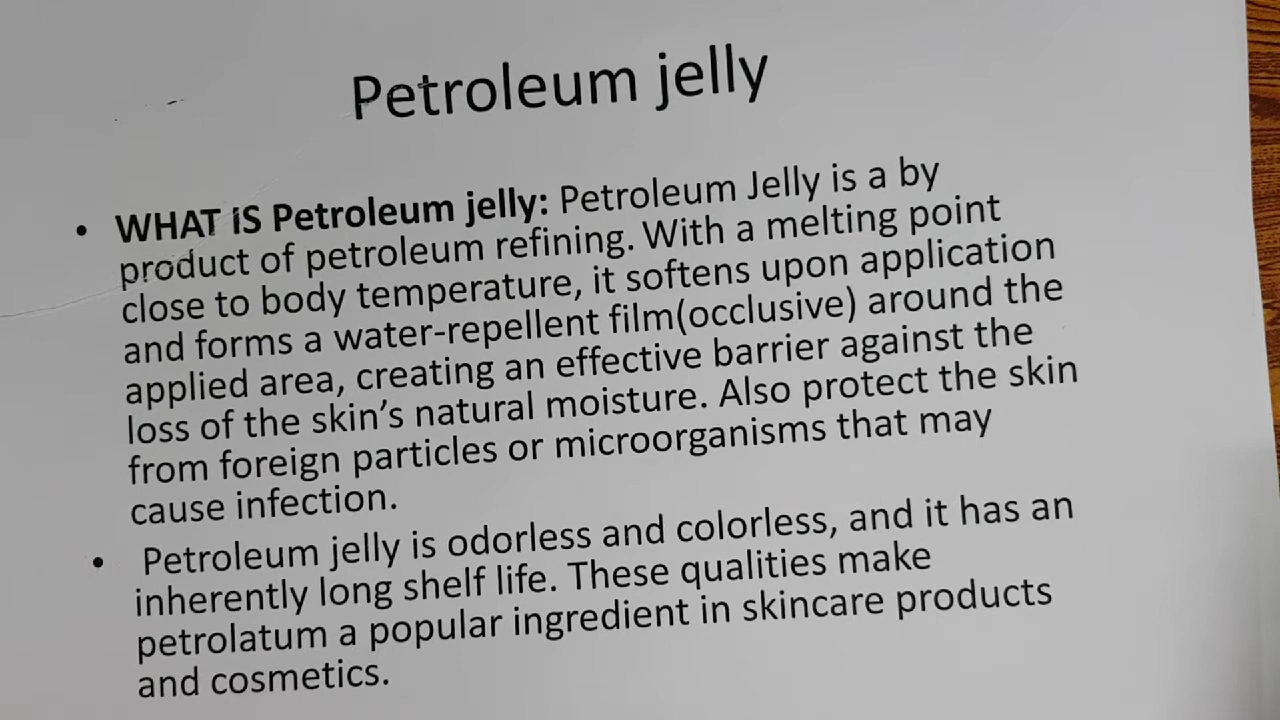 Petroleum jelly
• WHAT iS Petroleum jelly: Petroleum Jelly is a by
product of petroleum refining. With a melting point
close to body temperature, it softens upon application
and forms a water-repellent film(occlusive) around the
applied area, creating an effective barrier against the
loss of the skin's natural moisture. Also protect the skin
from foreign particles or microorganisms that may
cause infection.
• Petroleum jelly is odorless and colorless, and it has an
inherently long shelf life. These qualities make
petrolatum a popular ingredient in skincare products
and cosmetics.